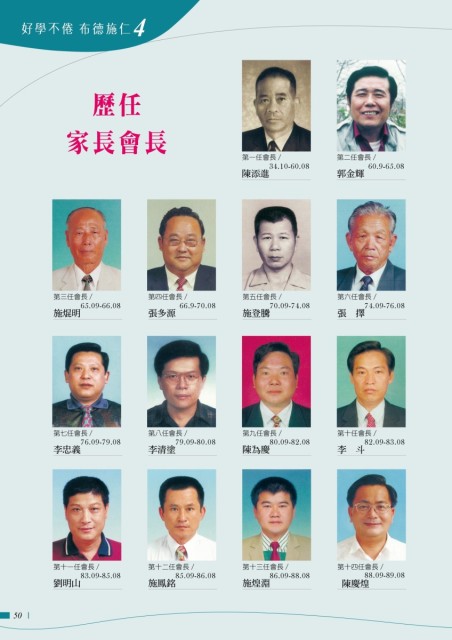 好學不倦 布德施仁 4
歷任
家長會長
第一任會長 /
34.10-60.08
陳添進
第二任會長 /
60.9-65.08
郭金輝
第三任會長 /
65.09-66.08
施焜明
第四任會長 /
66.9-70.08
張多源
第五任會長 /
70.09-74.08
施登騰
第六任會長 /
74.09-76.08
張 擇
第七任會長 /
76.09-79.08
李忠義
第八任會長 /
79.09-80.08
李清塗
第九任會長 /
80.09-82.08
陳為慶
第十任會長 /
82.09-83.08
李 斗
第十一任會長 /
83.09-85.08
劉明山
第十二任會長 /
85.09-86.08
施鳳銘
第十三任會長 /
86.09-88.08
施煌淵
第十四任會長 /
88.09-89.08
陳慶煌
50 |